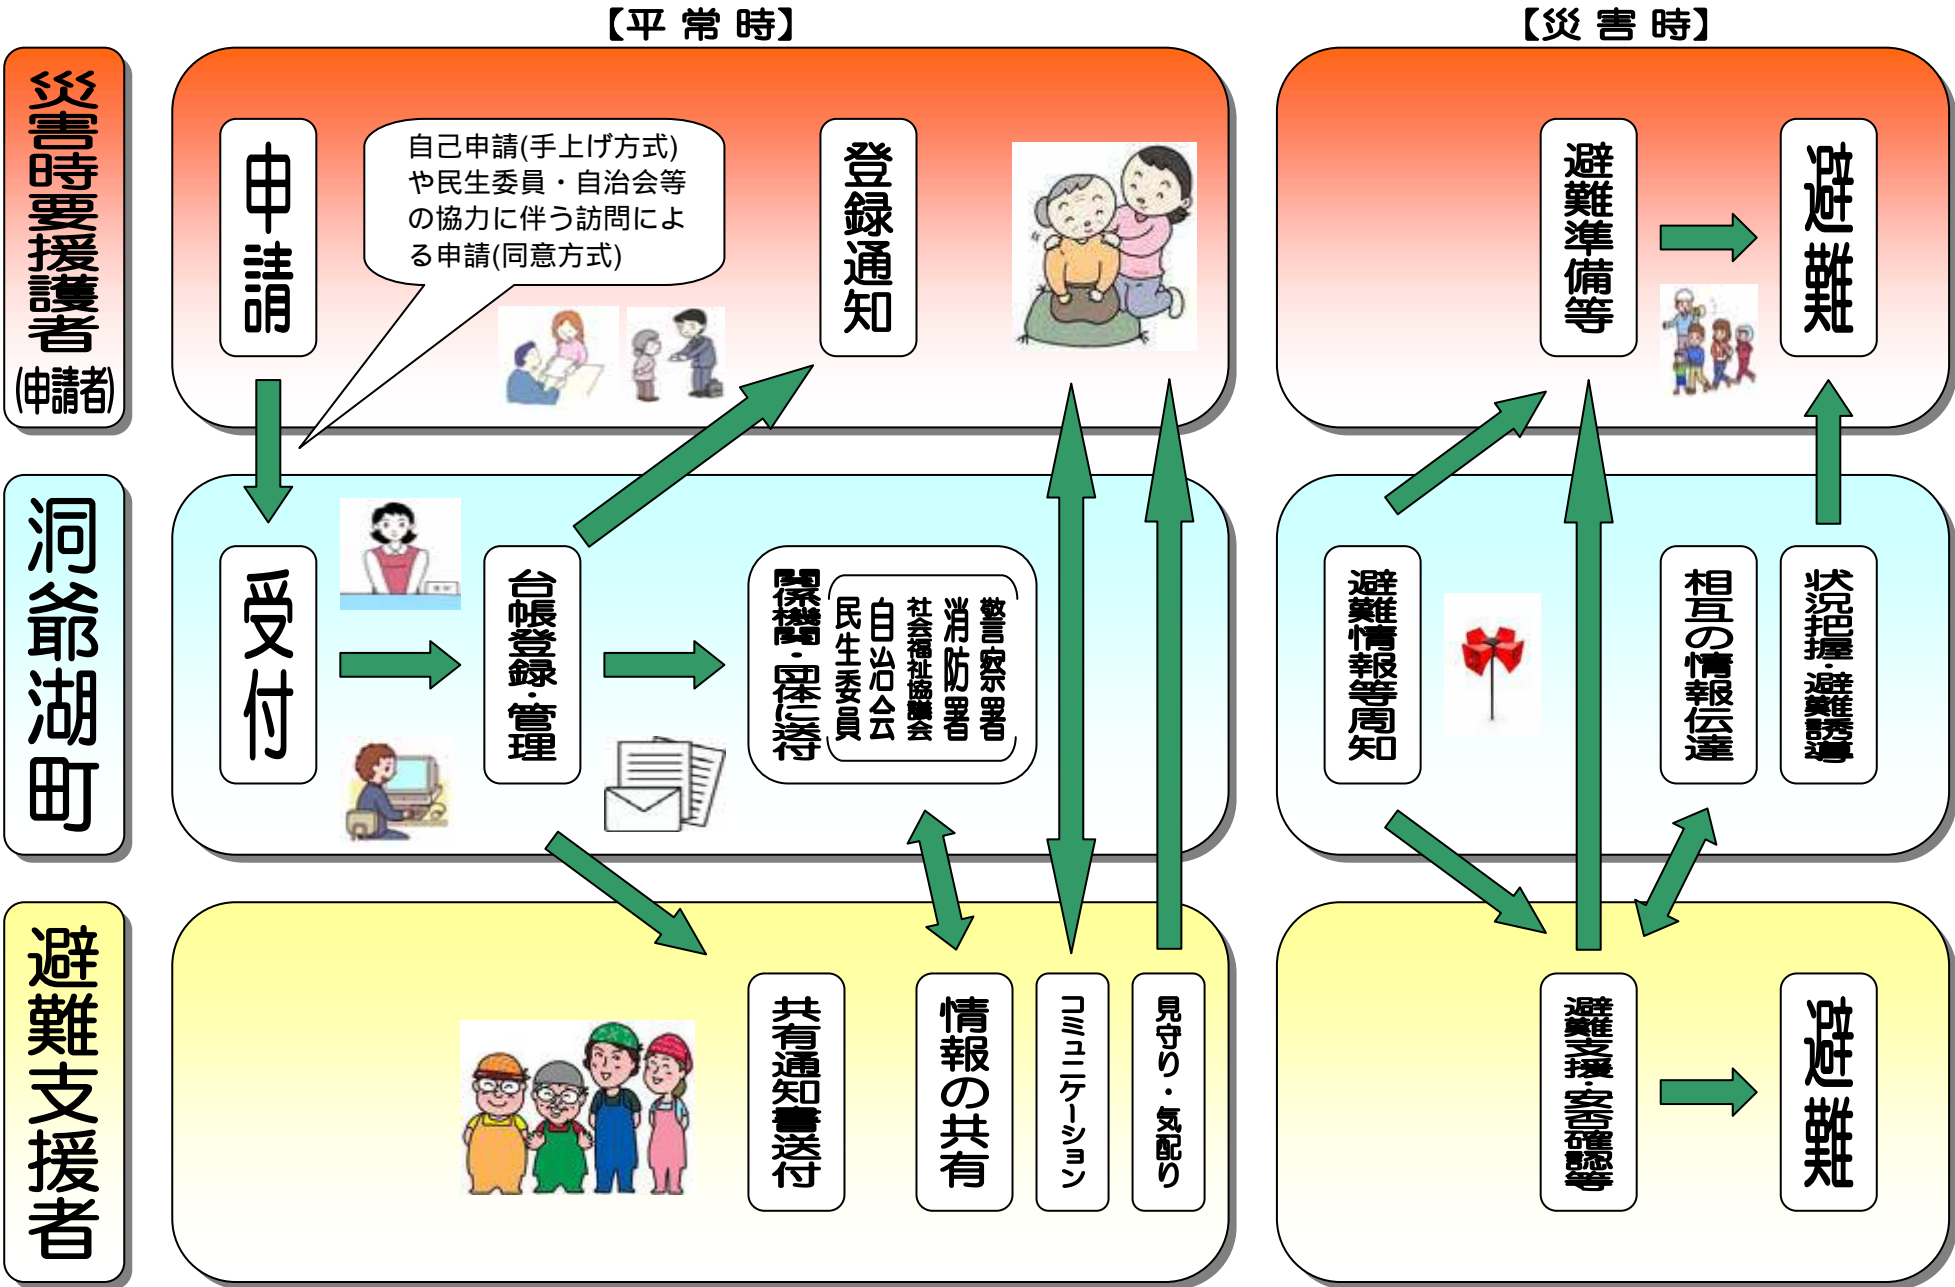 【平常時】
【災害時】
災害時要援護者
(申請者)
申請
自己申請(手上げ方式)
や民生委員・自治会等
の協力に伴う訪問によ
る申請(同意方式)
登録通知
避難準備等
避難
洞爺湖町
受付
台帳登録・管理
関係機関・団体に送付
民生委員
自治会
社会福祉協議会
消防署
警察署
避難情報等周知
相互の情報伝達
状況把握・避難誘導
避難支援者
共有通知書送付
情報の共有
コミュニケーション
見守り・気配り
避難支援・安否確認等
避難